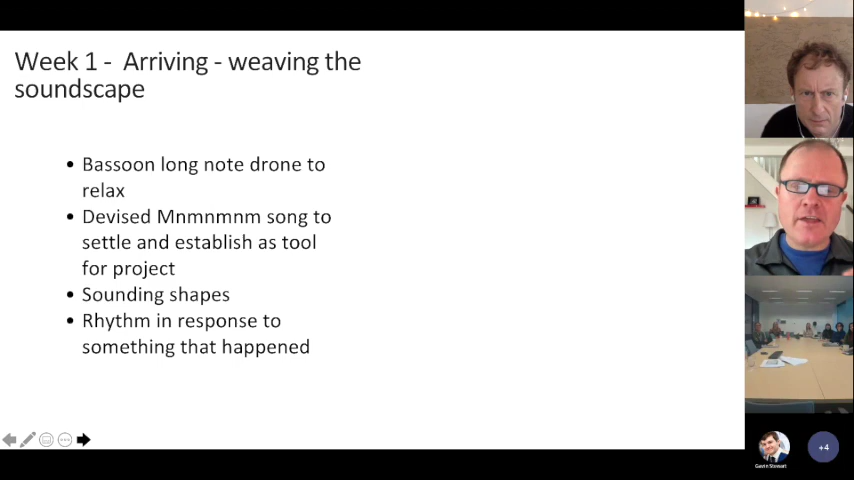 Week 1 -  Arriving - weaving the
soundscape
• Bassoon long note drone to
relax
• Devised Mnmnmnm song to
settle and establish as tool
for project
• Sounding shapes
• Rhythm in response to
something that happened
Gavin Stewart
+4